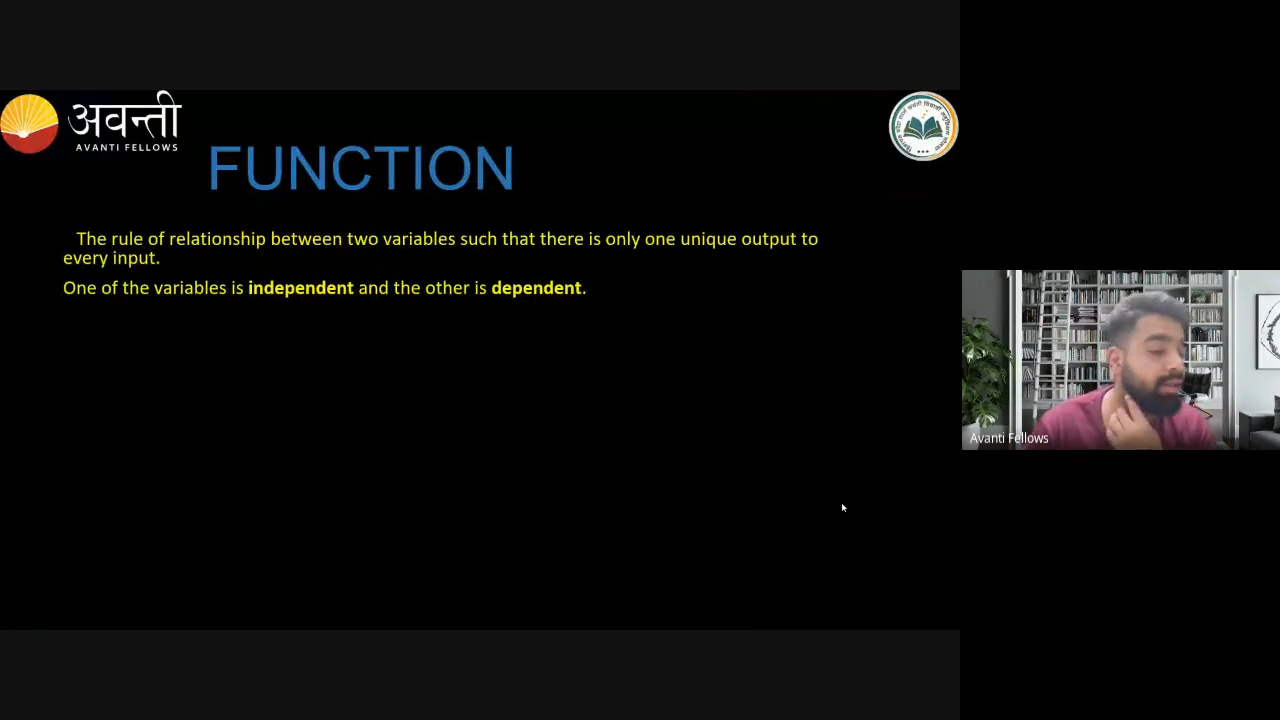 अवन्ती
AVANTI FELLOWS
FUNCTION
The rule of relationship between two variables such that there is only one unique output to
every input.
One of the variables is independent and the other is dependent.
Avanti Fellows